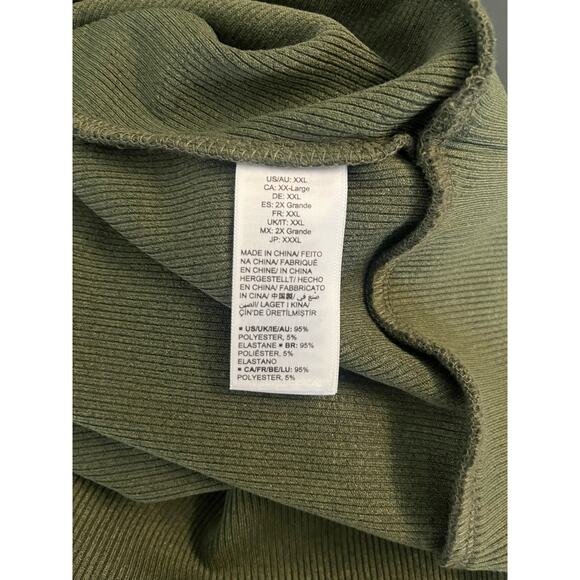 US/AU: XXL
CA: XX-Large
DE: XXL
ES: 2X Grande
FR: XXL
UK/IT: XXL
MX: 2X Grande
JP: XXXL
MADE IN CHINA/ FEITO
NA CHINA/ FABRIQUÉ
EN CHINE/ IN CHINA
HERGESTELLT/ HECHO
EN CHINA/ FABBRICATO
IN CINA/ 中国製/ صنع في
الصين/ LAGET I KINA/
ÇİN'DE ÜRETİLMİŞTİR
▪ US/UK/IE/AU: 95%
POLYESTER, 5%
ELASTANE ▪ BR: 95%
POLIÉSTER, 5%
ELASTANO
▪ CA/FR/BE/LU: 95%
POLYESTER, 5%